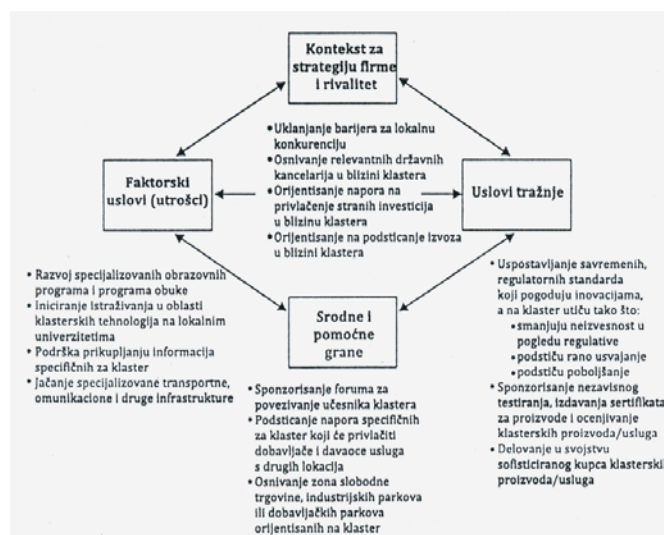 Kontekst za
strategiju firme
i rivalitet
• Uklanjanje barijera za lokalnu
konkurenciju
• Osnivanje relevantnih državnih
kancelarija u blizini klastera
• Orijentisanje napora na
privlačenje stranih investicija
u blizinu klastera
• Orijentisanje na podsticanje izvoza
u blizini klastera
Faktorski
uslovi (utrošci)
Uslovi tražnje
• Razvoj specijalizovanih obrazovnih
programa i programa obuke
• Iniciranje istraživanja u oblasti
klasterskih tehnologija na lokalnim
univerzitetima
• Podrška prikupljanju informacija
specifičnih za klaster
• Jačanje specijalizovane transportne,
omunikacione i druge infrastrukture
Srodne i
pomoćne
grane
• Sponzorisanje foruma za
povezivanje učesnika klastera
• Podsticanje napora specifičnih
za klaster koji će privlačiti
dobavljače i davaoce usluga
s drugih lokacija
• Osnivanje zona slobodne
trgovine, industrijskih parkova
ili dobavljačkih parkova
orijentisanih na klaster
• Uspostavljanje savremenih,
regulatornih standarda
koji pogoduju inovacijama,
a na klaster utiču tako što:
• smanjuju neizvesnost u
pogledu regulative
• podstiču rano usvajanje
• podstiču poboljšanje
• Sponzorisanje nezavisnog
testiranja, izdavanja sertifikata
za proizvode i ocenjivanje
klasterskih proizvoda/usluga
• Delovanje u svojstvu
sofisticiranog kupca klasterskih
proizvoda/usluga